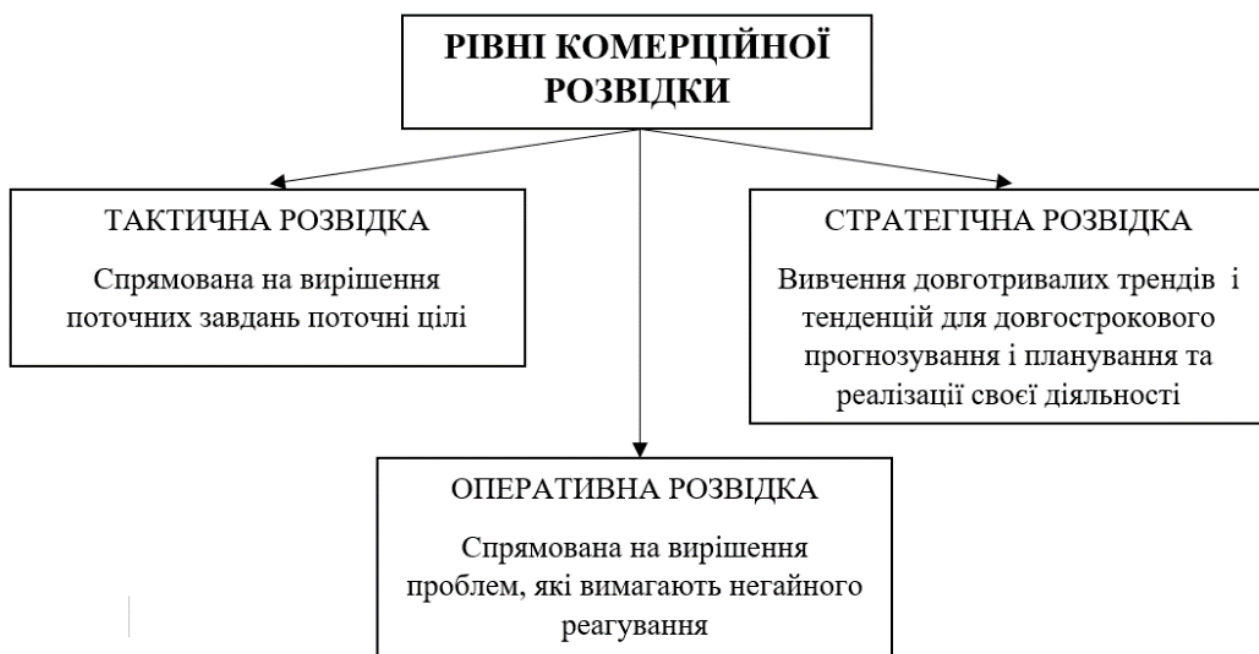 РІВНІ КОМЕРЦІЙНОЇ
РОЗВІДКИ
ТАКТИЧНА РОЗВІДКА
Спрямована на вирішення
поточних завдань поточні цілі
СТРАТЕГІЧНА РОЗВІДКА
Вивчення довготривалих трендів і
тенденцій для довгострокового
прогнозування і планування та
реалізації своєї діяльності
ОПЕРАТИВНА РОЗВІДКА
Спрямована на вирішення
проблем, які вимагають негайного
реагування